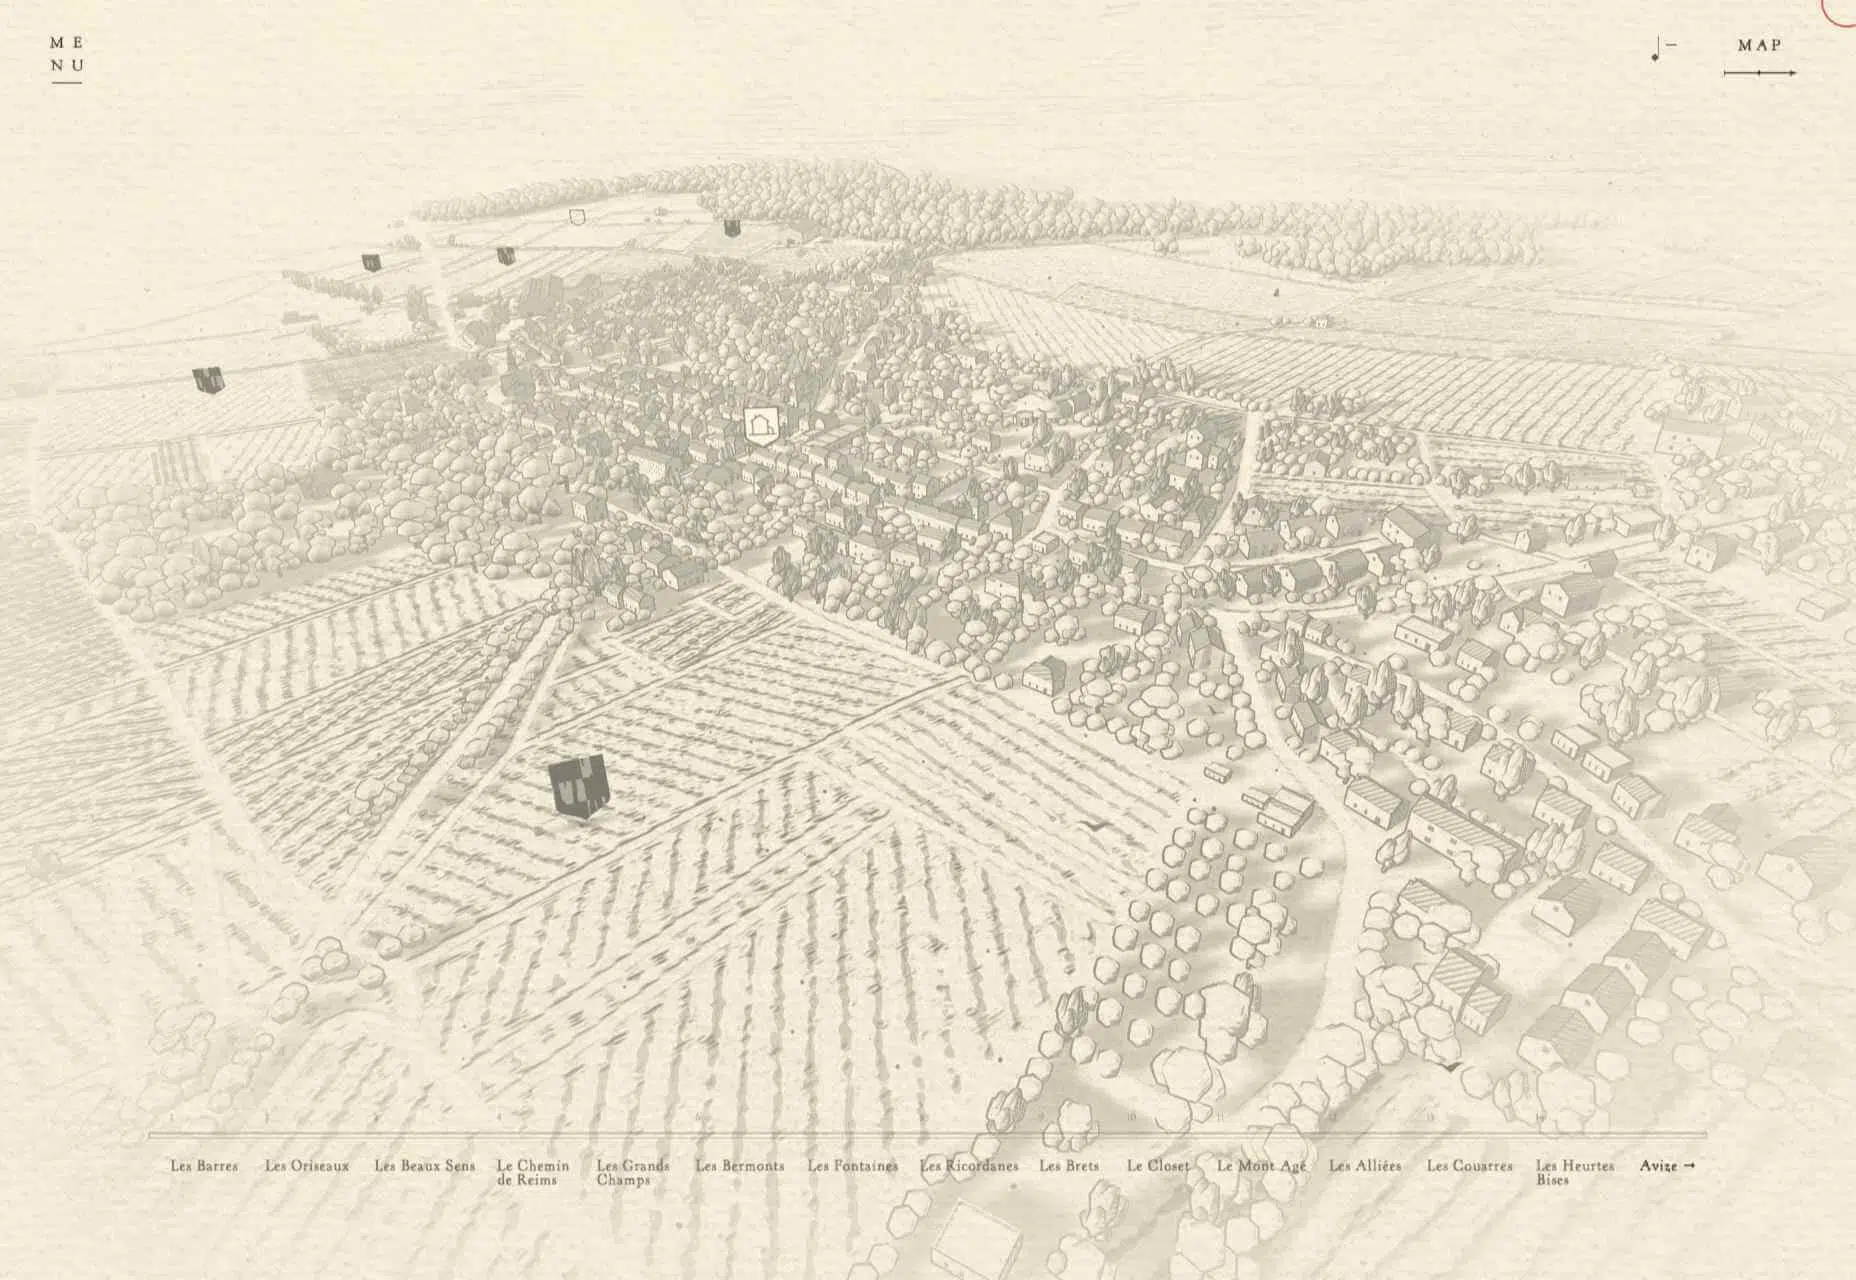 ME
NU
MAP
Les Barres
Les Oriseaux
Les Beaux Sens
Le Chemin
de Reims
Les Grands
Champs
Les Bermonts
Les Fontaines
Les Ricordanes
Les Brets
Le Closet
Le Mont Agé
Les Alliées
Les Couarres
Les Heurtes
Bises
Avize →